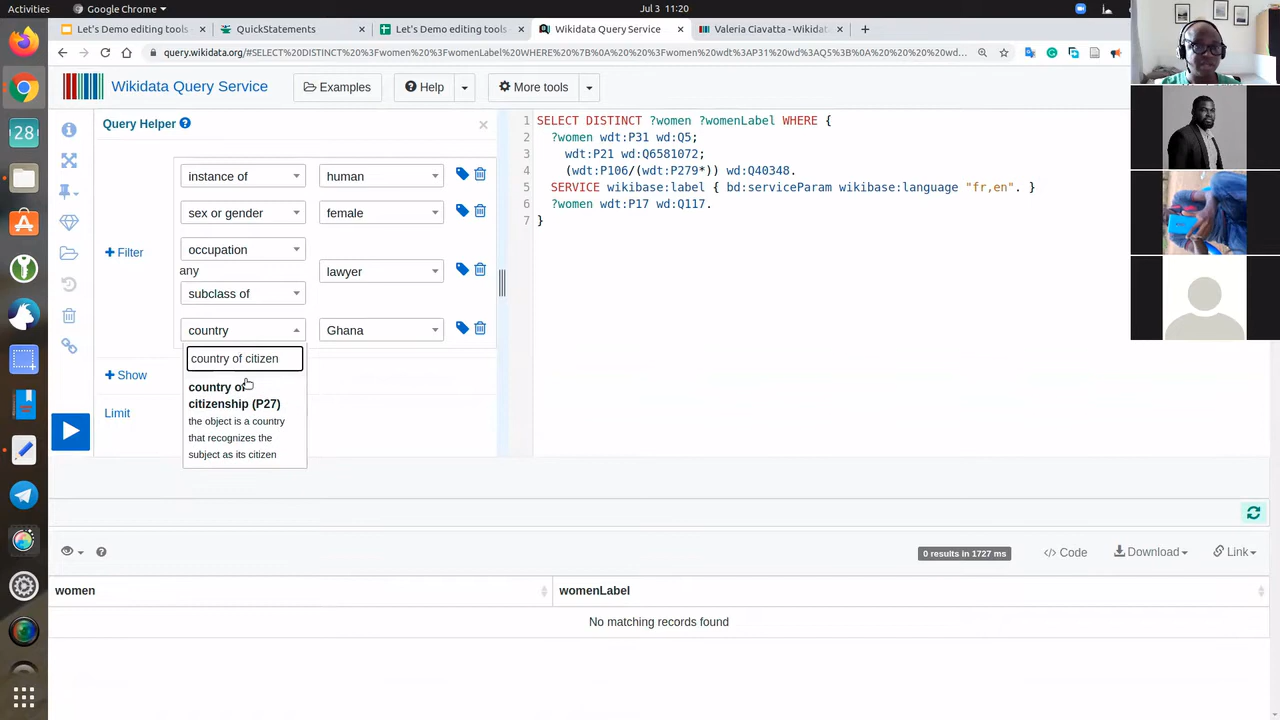 Activities
Google Chrome
Jul 3 11:20
Let's Demo editing tools
QuickStatements
Let's Demo editing tools
Wikidata Query Service
Valeria Ciavatta - Wikidat
query.wikidata.org/#SELECT%20DISTINCT%20%3Fwomen%20%3FwomenLabel%20WHERE%20%7B%0A%20%20%3Fwomen%20wdt%3AP31%20wd%3AQ5%3B%0A%20%20%20%20wd...
Wikidata Query Service
Examples
Help
More tools
28
Query Helper
instance of
human
sex or gender
female
occupation
any
subclass of
lawyer
country
Ghana
Filter
country of citizen
country of
citizenship (P27)
the object is a country
that recognizes the
subject as its citizen
Show
Limit
1 SELECT DISTINCT ?women ?womenLabel WHERE {
2 ?women wdt:P31 wd:Q5;
3 wdt:P21 wd:Q6581072;
4 (wdt:P106/(wdt:P279*)) wd:Q40348.
5 SERVICE wikibase:label { bd:serviceParam wikibase:language "fr,en". }
6 ?women wdt:P17 wd:Q117.
7 }
0 results in 1727 ms
</> Code
Download
Link
women
womenLabel
No matching records found